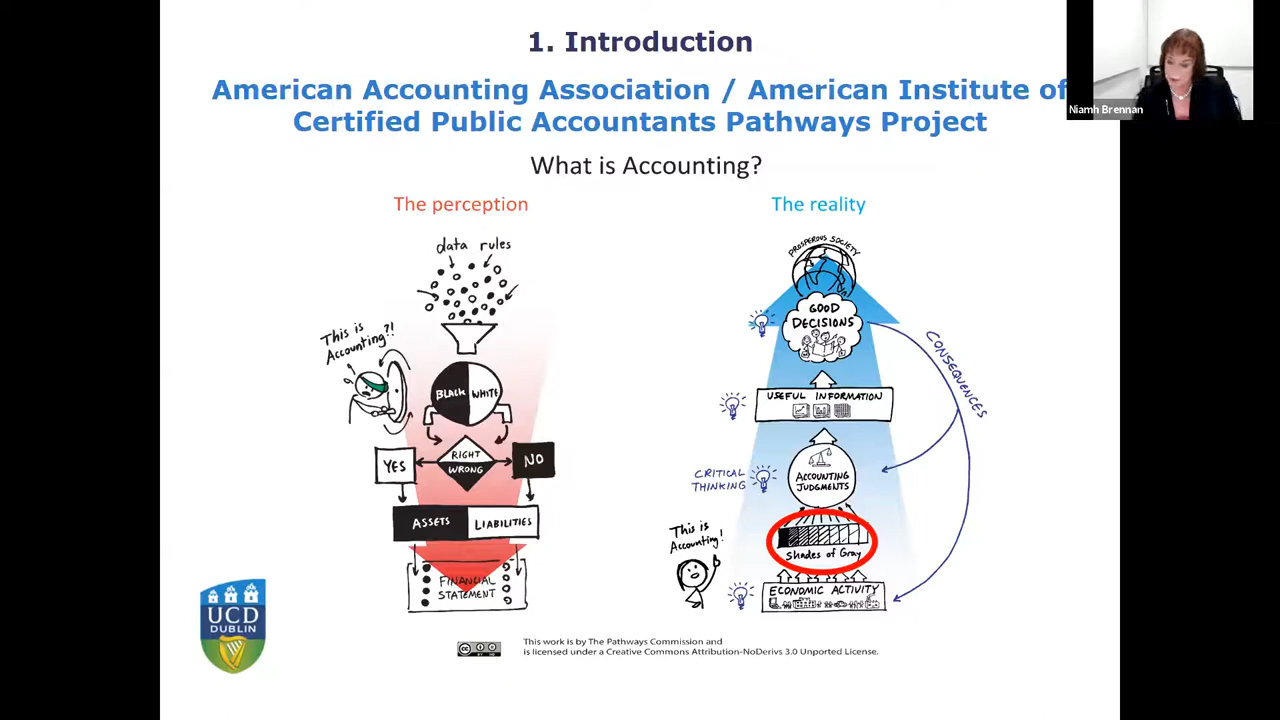 1. Introduction
American Accounting Association / American Institute of
Certified Public Accountants Pathways Project
Niamh Brennan
What is Accounting?
The perception
data rules
This is
Accounting?!
BLACK WHITE
YES
RIGHT
WRONG
NO
ASSETS
LIABILITIES
FINANCIAL
STATEMENT
The reality
PROSPEROUS SOCIETY
GOOD
DECISIONS
CONSEQUENCES
USEFUL INFORMATION
CRITICAL
THINKING
ACCOUNTING
JUDGMENTS
This is
Accounting!
Shades of Gray
ECONOMIC ACTIVITY
UCD
DUBLIN
cc
This work is by The Pathways Commission and
is licensed under a Creative Commons Attribution-NoDerivs 3.0 Unported License.